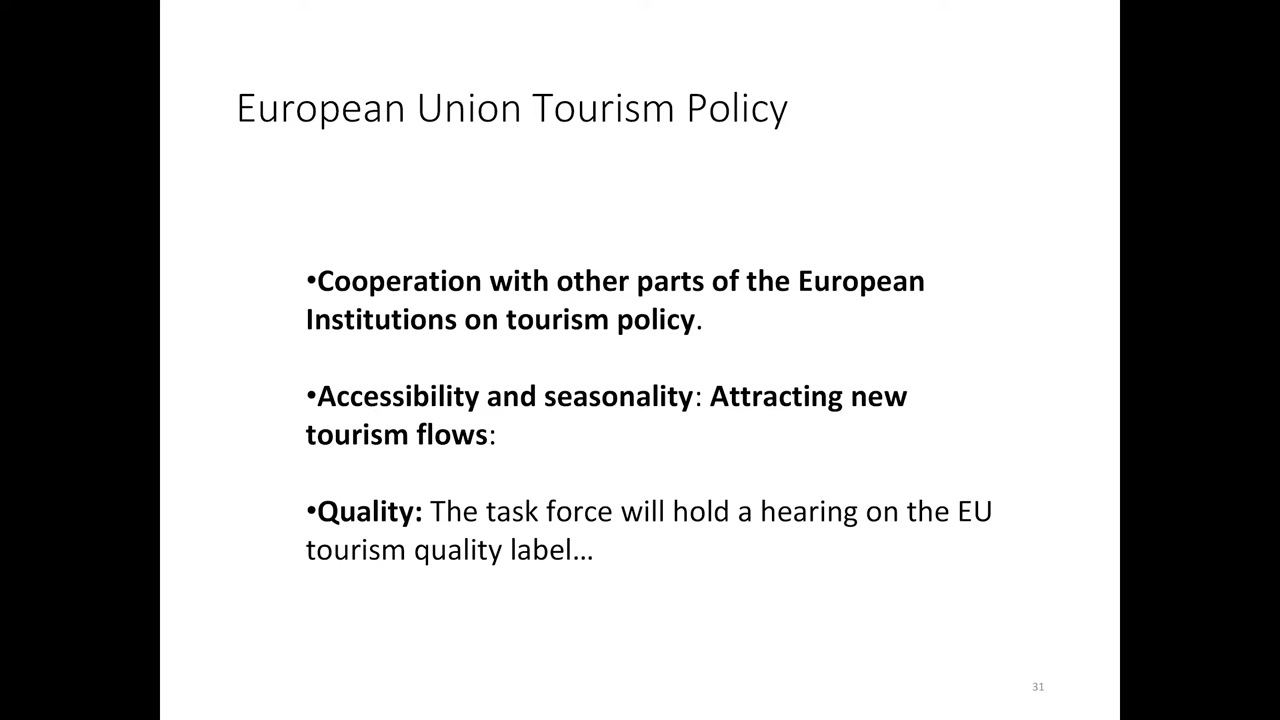 European Union Tourism Policy
•Cooperation with other parts of the European
Institutions on tourism policy.
•Accessibility and seasonality: Attracting new
tourism flows:
•Quality: The task force will hold a hearing on the EU
tourism quality label…
31